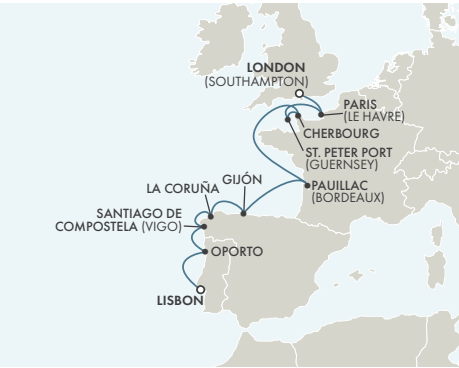 LONDON
(SOUTHAMPTON)
PARIS
(LE HAVRE)
CHERBOURG
ST. PETER PORT
(GUERNSEY)
PAUILLAC
(BORDEAUX)
GIJÓN
LA CORUÑA
SANTIAGO DE
COMPOSTELA (VIGO)
OPORTO
LISBON